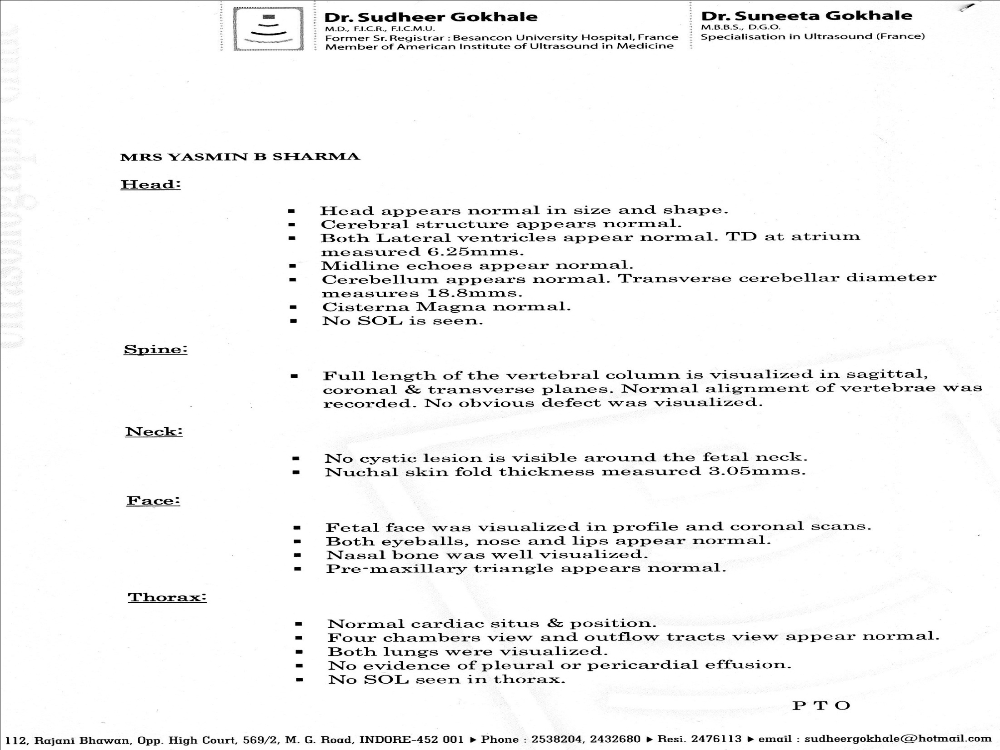 Dr. Sudheer Gokhale
M.D., F.I.C.R., F.I.C.M.U.
Former Sr. Registrar : Besancon University Hospital, France
Member of American Institute of Ultrasound in Medicine
Dr. Suneeta Gokhale
M.B.B.S., D.G.O.
Specialisation in Ultrasound (France)
MRS YASMIN B SHARMA
Head:
▪ Head appears normal in size and shape.
▪ Cerebral structure appears normal.
▪ Both Lateral ventricles appear normal. TD at atrium
measured 6.25mms.
▪ Midline echoes appear normal.
▪ Cerebellum appears normal. Transverse cerebellar diameter
measures 18.8mms.
▪ Cisterna Magna normal.
▪ No SOL is seen.
Spine:
▪ Full length of the vertebral column is visualized in sagittal,
coronal & transverse planes. Normal alignment of vertebrae was
recorded. No obvious defect was visualized.
Neck:
▪ No cystic lesion is visible around the fetal neck.
▪ Nuchal skin fold thickness measured 3.05mms.
Face:
▪ Fetal face was visualized in profile and coronal scans.
▪ Both eyeballs, nose and lips appear normal.
▪ Nasal bone was well visualized.
▪ Pre-maxillary triangle appears normal.
Thorax:
▪ Normal cardiac situs & position.
▪ Four chambers view and outflow tracts view appear normal.
▪ Both lungs were visualized.
▪ No evidence of pleural or pericardial effusion.
▪ No SOL seen in thorax.
P T O
112, Rajani Bhawan, Opp. High Court, 569/2, M. G. Road, INDORE-452 001 ▸ Phone : 2538204, 2432680 ▸ Resi. 2476113 ▸ email : sudheergokhale@hotmail.com